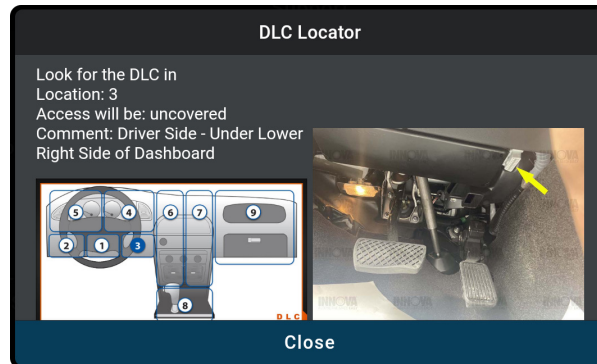 DLC Locator
Look for the DLC in
Location: 3
Access will be: uncovered
Comment: Driver Side - Under Lower
Right Side of Dashboard
5
4
6
7
9
2
1
3
8
DLC
INNOVA
INNOVA
INNOVA
INNOVA
Close